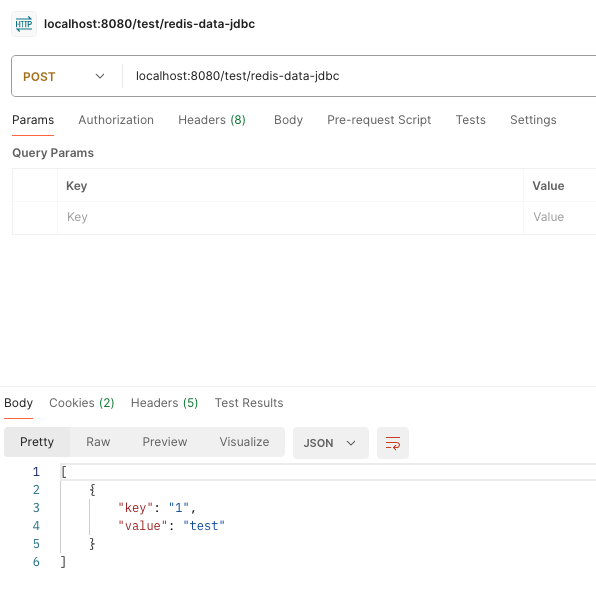 HTTP localhost:8080/test/redis-data-jdbc
POST localhost:8080/test/redis-data-jdbc
Params Authorization Headers (8) Body Pre-request Script Tests Settings
Query Params
Key Value
Key Value
Body Cookies (2) Headers (5) Test Results
Pretty Raw Preview Visualize JSON
1 [
2 {
3 "key": "1",
4 "value": "test"
5 }
6 ]